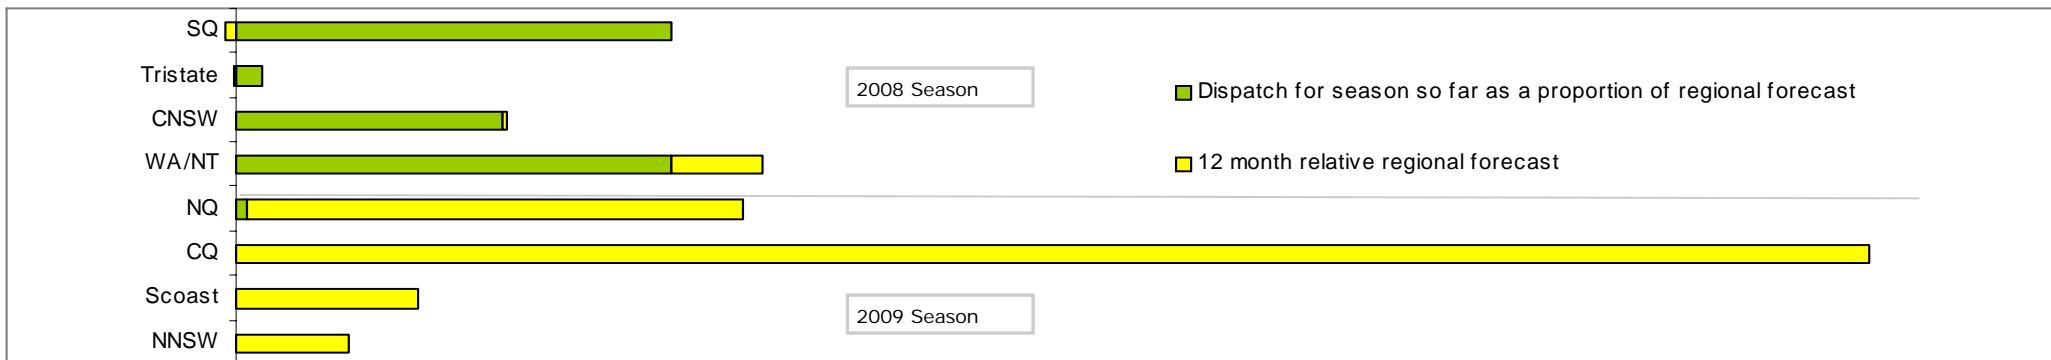 SQ
Tristate
2008 Season
Dispatch for season so far as a proportion of regional forecast
CNSW
WA/NT
12 month relative regional forecast
NQ
CQ
Scoast
2009 Season
NNSW